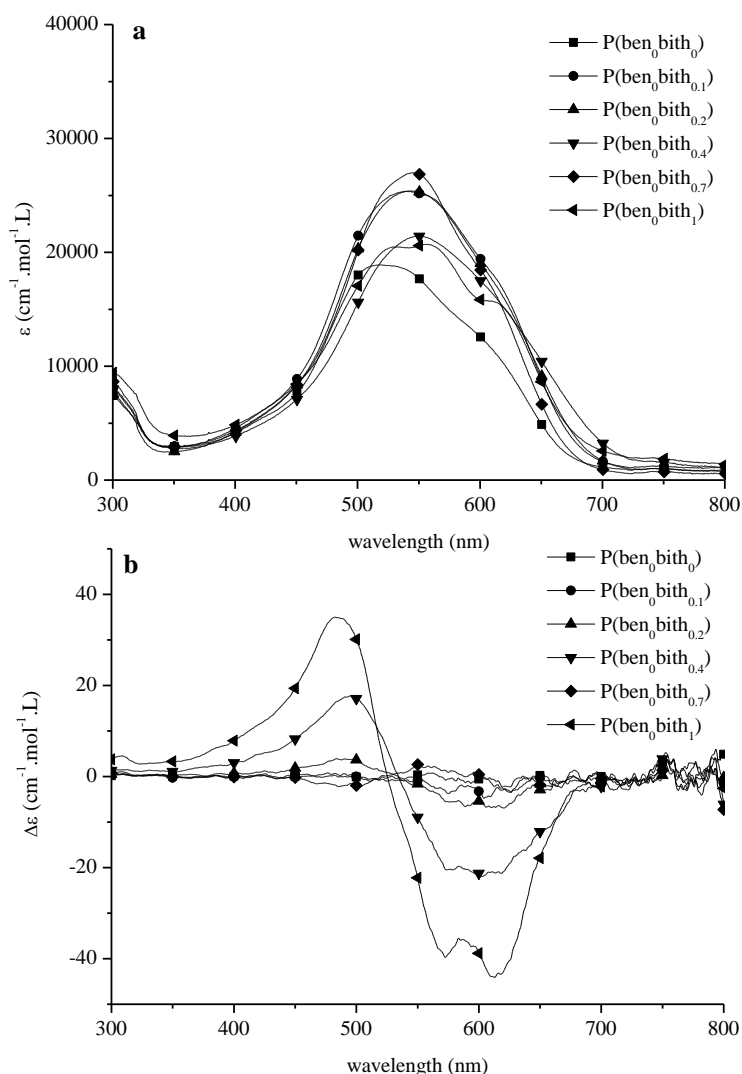 a
40000
30000
20000
10000
0
ε (cm⁻¹.mol⁻¹.L)
P(ben₀bith₀)
P(ben₀bith₀.₁)
P(ben₀bith₀.₂)
P(ben₀bith₀.₄)
P(ben₀bith₀.₇)
P(ben₀bith₁)
300 400 500 600 700 800
wavelength (nm)
b
40
20
0
-20
-40
Δε (cm⁻¹.mol⁻¹.L)
P(ben₀bith₀)
P(ben₀bith₀.₁)
P(ben₀bith₀.₂)
P(ben₀bith₀.₄)
P(ben₀bith₀.₇)
P(ben₀bith₁)
300 400 500 600 700 800
wavelength (nm)